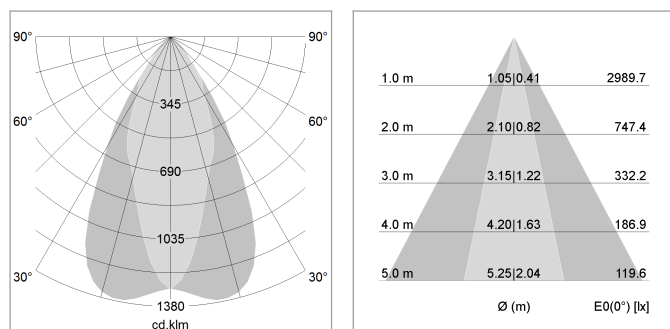 90° 90°
345
60° 60°
690
1035
30° 30°
1380
cd.klm
1.0 m 1.05|0.41 2989.7
2.0 m 2.10|0.82 747.4
3.0 m 3.15|1.22 332.2
4.0 m 4.20|1.63 186.9
5.0 m 5.25|2.04 119.6
Ø (m) E0(0°) [lx]